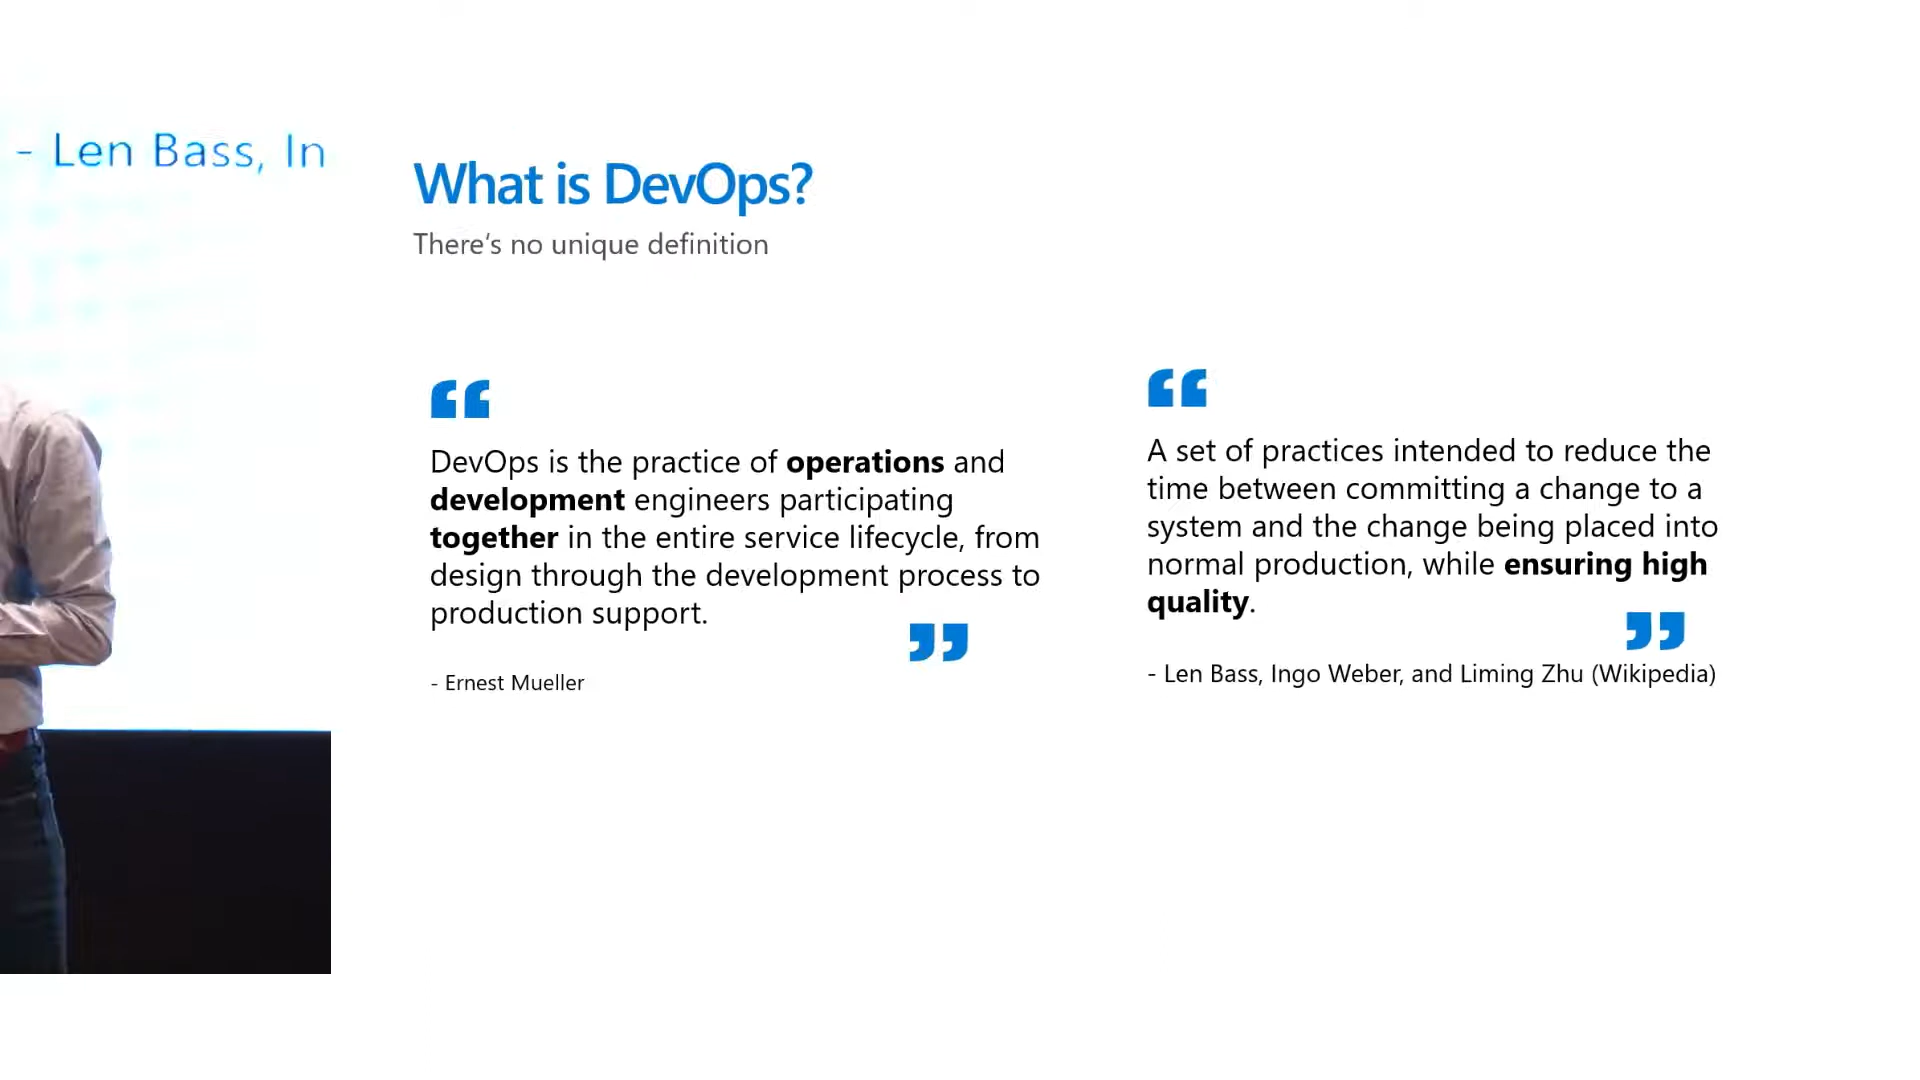 - Len Bass, In
What is DevOps?
There's no unique definition
“
DevOps is the practice of operations and
development engineers participating
together in the entire service lifecycle, from
design through the development process to
production support.
”
- Ernest Mueller
“
A set of practices intended to reduce the
time between committing a change to a
system and the change being placed into
normal production, while ensuring high
quality.
”
- Len Bass, Ingo Weber, and Liming Zhu (Wikipedia)